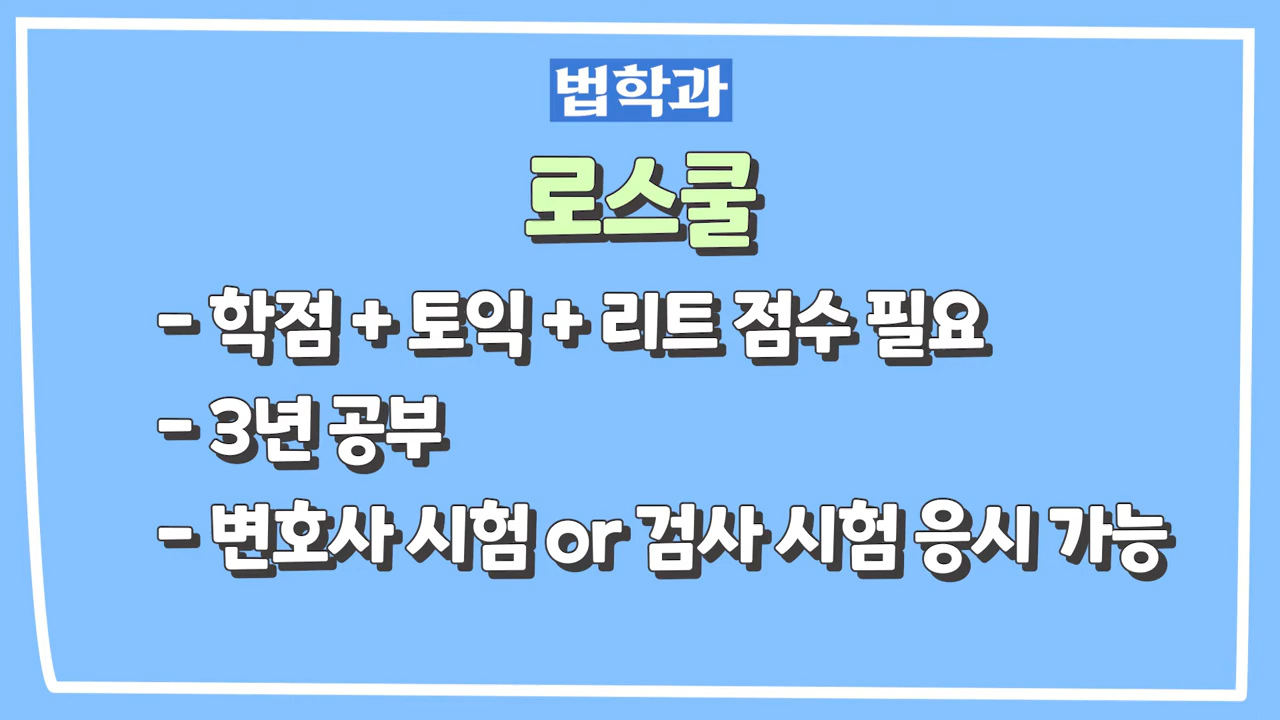 법학과
로스쿨
- 학점 + 토익 + 리트 점수 필요
- 3년 공부
- 변호사 시험 or 검사 시험 응시 가능